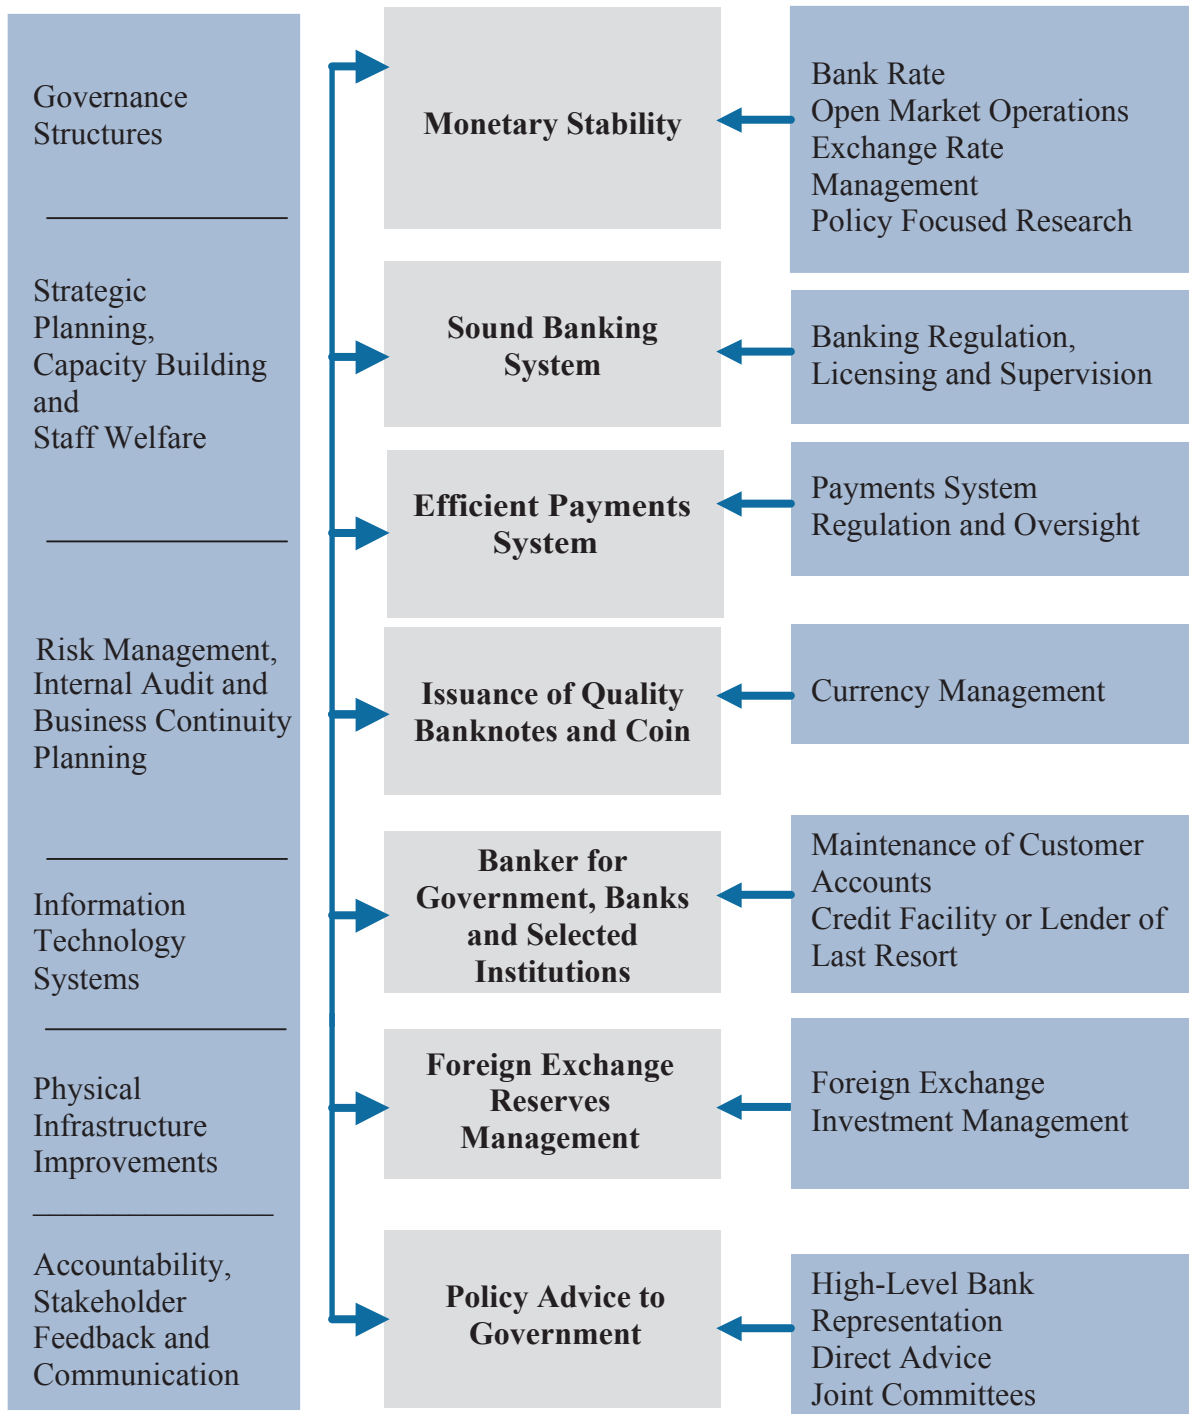 Governance
Structures
Strategic
Planning,
Capacity Building
and
Staff Welfare
Risk Management,
Internal Audit and
Business Continuity
Planning
Information
Technology
Systems
Physical
Infrastructure
Improvements
Accountability,
Stakeholder
Feedback and
Communication
Monetary Stability
Sound Banking
System
Efficient Payments
System
Issuance of Quality
Banknotes and Coin
Banker for
Government, Banks
and Selected
Institutions
Foreign Exchange
Reserves
Management
Policy Advice to
Government
Bank Rate
Open Market Operations
Exchange Rate
Management
Policy Focused Research
Banking Regulation,
Licensing and Supervision
Payments System
Regulation and Oversight
Currency Management
Maintenance of Customer
Accounts
Credit Facility or Lender of
Last Resort
Foreign Exchange
Investment Management
High-Level Bank
Representation
Direct Advice
Joint Committees